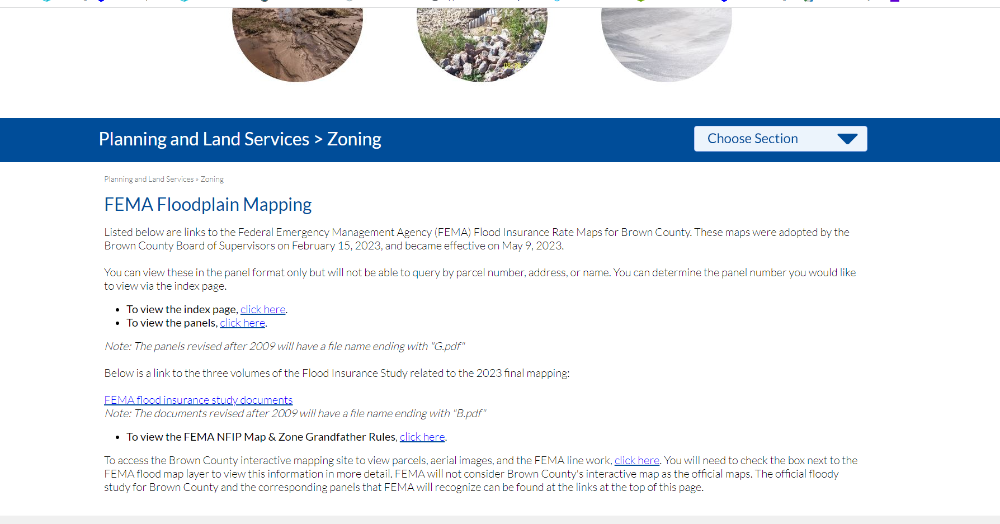 Planning and Land Services > Zoning
Choose Section
Planning and Land Services » Zoning
FEMA Floodplain Mapping
Listed below are links to the Federal Emergency Management Agency (FEMA) Flood Insurance Rate Maps for Brown County. These maps were adopted by the
Brown County Board of Supervisors on February 15, 2023, and became effective on May 9, 2023.
You can view these in the panel format only but will not be able to query by parcel number, address, or name. You can determine the panel number you would like
to view via the index page.
• To view the index page, click here.
• To view the panels, click here.
Note: The panels revised after 2009 will have a file name ending with "G.pdf"
Below is a link to the three volumes of the Flood Insurance Study related to the 2023 final mapping:
FEMA flood insurance study documents
Note: The documents revised after 2009 will have a file name ending with "B.pdf"
• To view the FEMA NFIP Map & Zone Grandfather Rules, click here.
To access the Brown County interactive mapping site to view parcels, aerial images, and the FEMA line work, click here. You will need to check the box next to the
FEMA flood map layer to view this information in more detail. FEMA will not consider Brown County's interactive map as the official maps. The official floody
study for Brown County and the corresponding panels that FEMA will recognize can be found at the links at the top of this page.